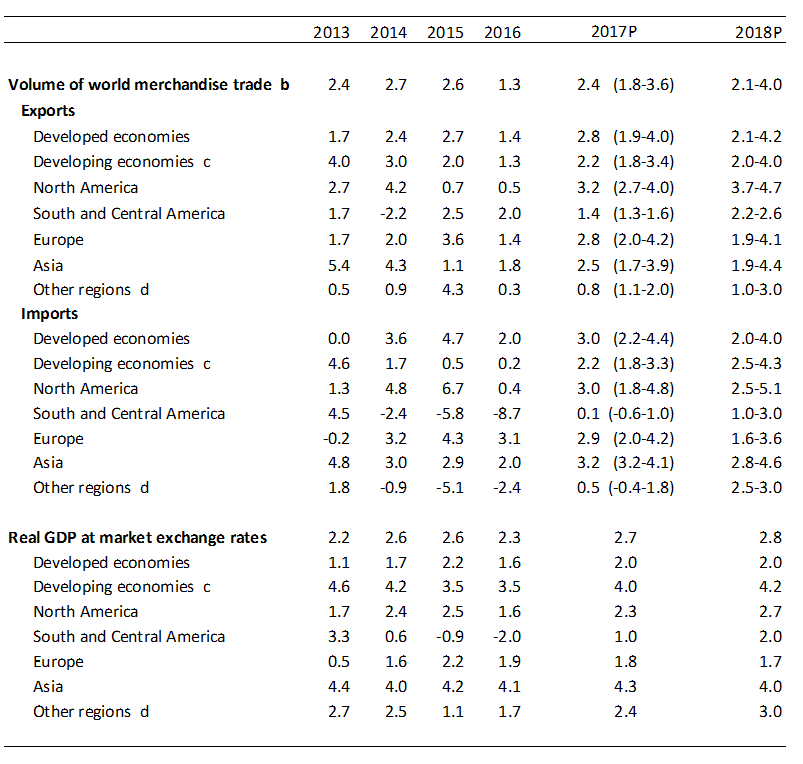 2013 2014 2015 2016 2017P 2018P
Volume of world merchandise trade b 2.4 2.7 2.6 1.3 2.4 (1.8-3.6) 2.1-4.0
Exports
Developed economies 1.7 2.4 2.7 1.4 2.8 (1.9-4.0) 2.1-4.2
Developing economies c 4.0 3.0 2.0 1.3 2.2 (1.8-3.4) 2.0-4.0
North America 2.7 4.2 0.7 0.5 3.2 (2.7-4.0) 3.7-4.7
South and Central America 1.7 -2.2 2.5 2.0 1.4 (1.3-1.6) 2.2-2.6
Europe 1.7 2.0 3.6 1.4 2.8 (2.0-4.2) 1.9-4.1
Asia 5.4 4.3 1.1 1.8 2.5 (1.7-3.9) 1.9-4.4
Other regions d 0.5 0.9 4.3 0.3 0.8 (1.1-2.0) 1.0-3.0
Imports
Developed economies 0.0 3.6 4.7 2.0 3.0 (2.2-4.4) 2.0-4.0
Developing economies c 4.6 1.7 0.5 0.2 2.2 (1.8-3.3) 2.5-4.3
North America 1.3 4.8 6.7 0.4 3.0 (1.8-4.8) 2.5-5.1
South and Central America 4.5 -2.4 -5.8 -8.7 0.1 (-0.6-1.0) 1.0-3.0
Europe -0.2 3.2 4.3 3.1 2.9 (2.0-4.2) 1.6-3.6
Asia 4.8 3.0 2.9 2.0 3.2 (3.2-4.1) 2.8-4.6
Other regions d 1.8 -0.9 -5.1 -2.4 0.5 (-0.4-1.8) 2.5-3.0
Real GDP at market exchange rates 2.2 2.6 2.6 2.3 2.7 2.8
Developed economies 1.1 1.7 2.2 1.6 2.0 2.0
Developing economies c 4.6 4.2 3.5 3.5 4.0 4.2
North America 1.7 2.4 2.5 1.6 2.3 2.7
South and Central America 3.3 0.6 -0.9 -2.0 1.0 2.0
Europe 0.5 1.6 2.2 1.9 1.8 1.7
Asia 4.4 4.0 4.2 4.1 4.3 4.0
Other regions d 2.7 2.5 1.1 1.7 2.4 3.0